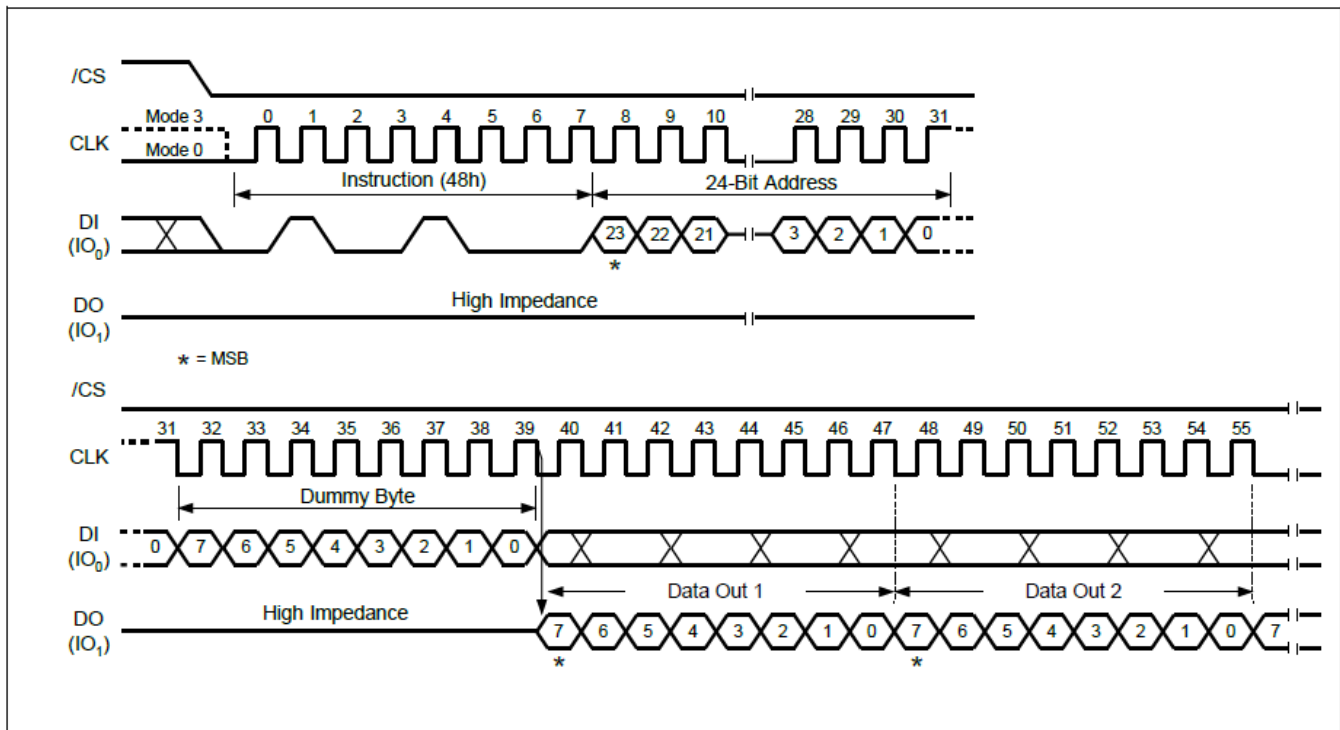 /CS
Mode 3 0 1 2 3 4 5 6 7 8 9 10 28 29 30 31
CLK
Mode 0
Instruction (48h) 24-Bit Address
DI
(IO0) 23 22 21 3 2 1 0
*
DO High Impedance
(IO1)
* = MSB
/CS
31 32 33 34 35 36 37 38 39 40 41 42 43 44 45 46 47 48 49 50 51 52 53 54 55
CLK
Dummy Byte
DI
(IO0) 0 7 6 5 4 3 2 1 0
Data Out 1 Data Out 2
DO High Impedance
(IO1) 7 6 5 4 3 2 1 0 7 6 5 4 3 2 1 0 7
* *